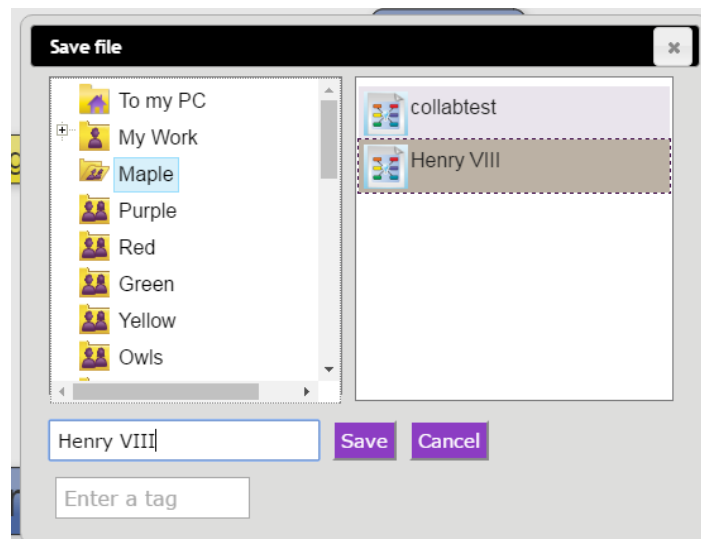 Save file
To my PC
My Work
Maple
Purple
Red
Green
Yellow
Owls
collabtest
Henry VIII
Henry VIII
Save
Cancel
Enter a tag